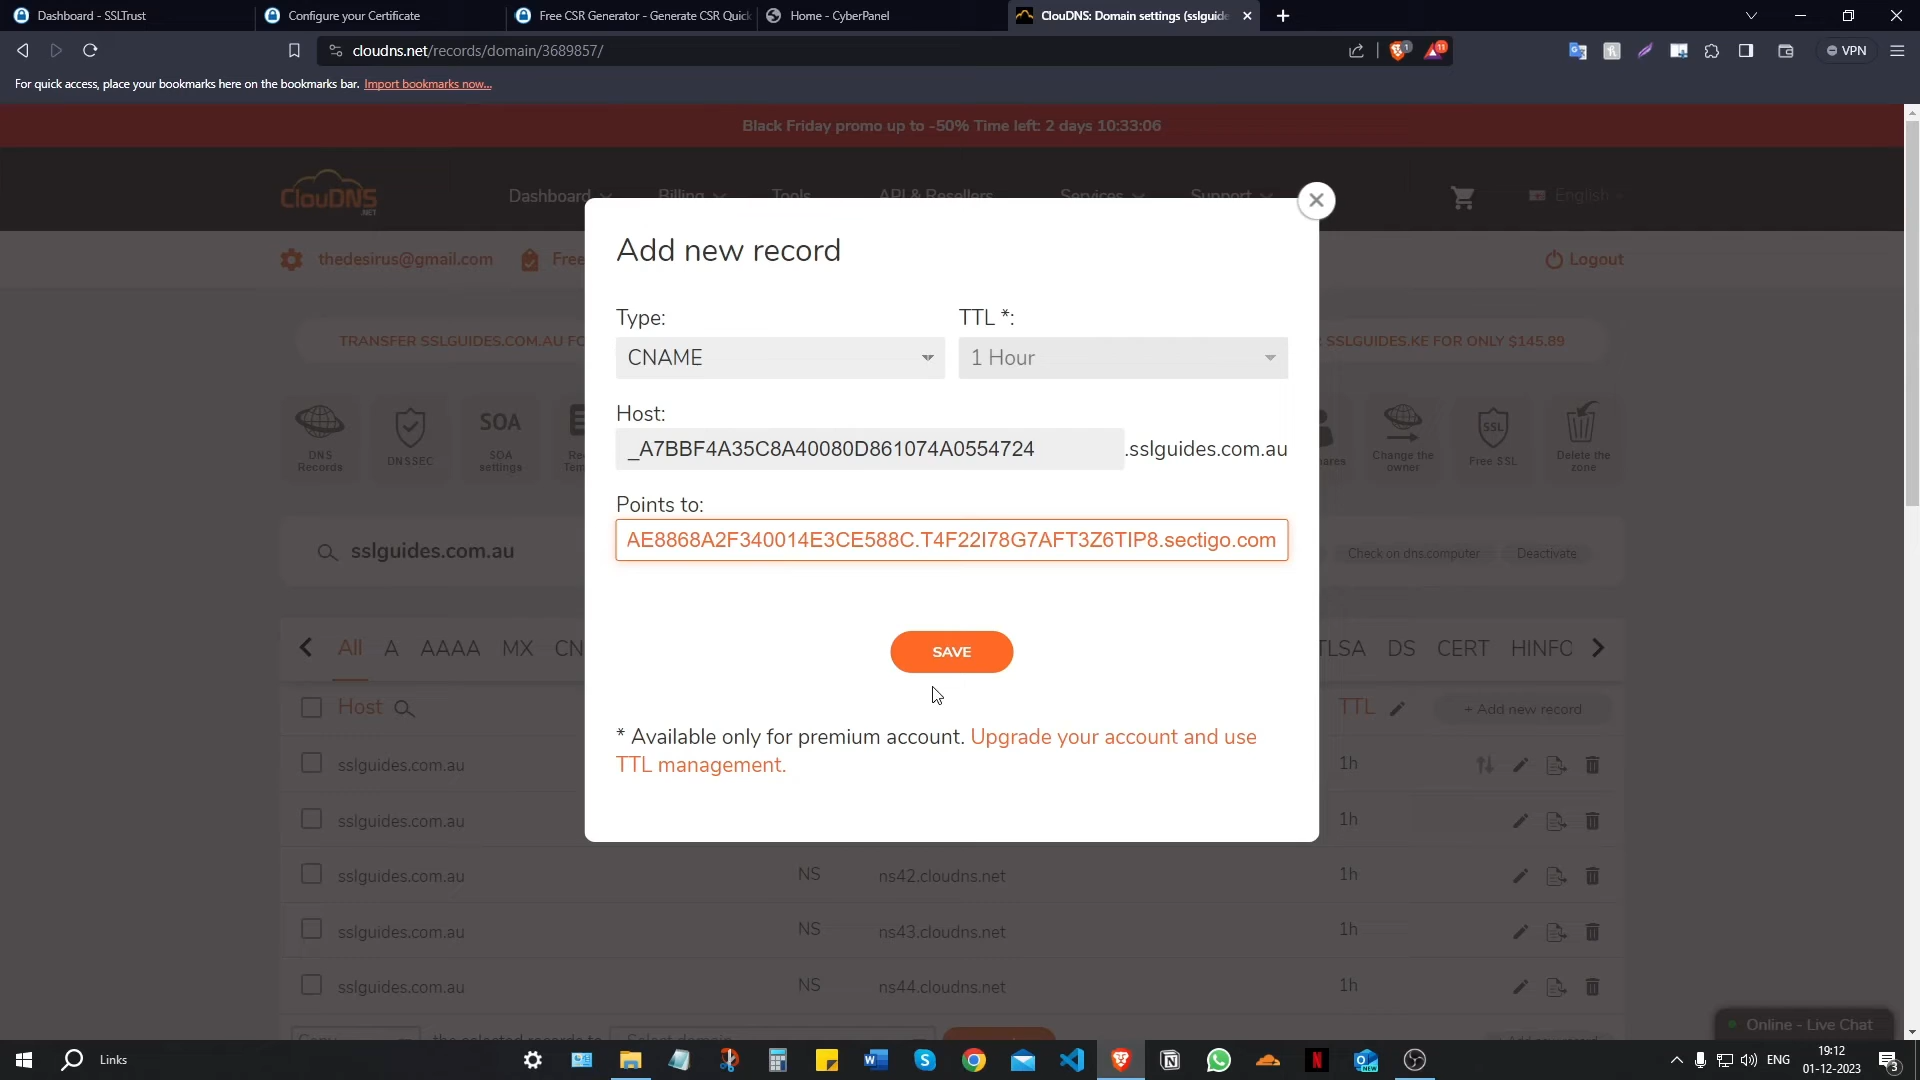 Dashboard - SSLTrust
Configure your Certificate
Free CSR Generator - Generate CSR Quick
Home - CyberPanel
ClouDNS: Domain settings (sslguide
cloudns.net/records/domain/3689857/
1
11
VPN
For quick access, place your bookmarks here on the bookmarks bar. Import bookmarks now...
Black Friday promo up to -50% Time left: 2 days 10:33:06
ClouDNS
.NET
Dashboard
Billing
Tools
API & Resellers
Services
Support
English
thedesirus@gmail.com
Free
Logout
TRANSFER SSLGUIDES.COM.AU FO
SSLGUIDES.KE FOR ONLY $145.89
DNS
Records
DNSSEC
SOA
SOA
settings
Change the
owner
SSL
Free SSL
Delete the
zone
sslguides.com.au
Check on dns.computer
Deactivate
All
A
AAAA
MX
CN
TLSA
DS
CERT
HINFO
Host
TTL
+ Add new record
sslguides.com.au
1h
sslguides.com.au
1h
sslguides.com.au
NS
ns42.cloudns.net
1h
sslguides.com.au
NS
ns43.cloudns.net
1h
sslguides.com.au
NS
ns44.cloudns.net
1h
Add new record
Type:
TTL *:
CNAME
1 Hour
Host:
_A7BBF4A35C8A40080D861074A0554724
.sslguides.com.au
Points to:
AE8868A2F340014E3CE588C.T4F22I78G7AFT3Z6TIP8.sectigo.com
SAVE
* Available only for premium account. Upgrade your account and use
TTL management.
Online - Live Chat
Links
ENG
19:12
01-12-2023
3